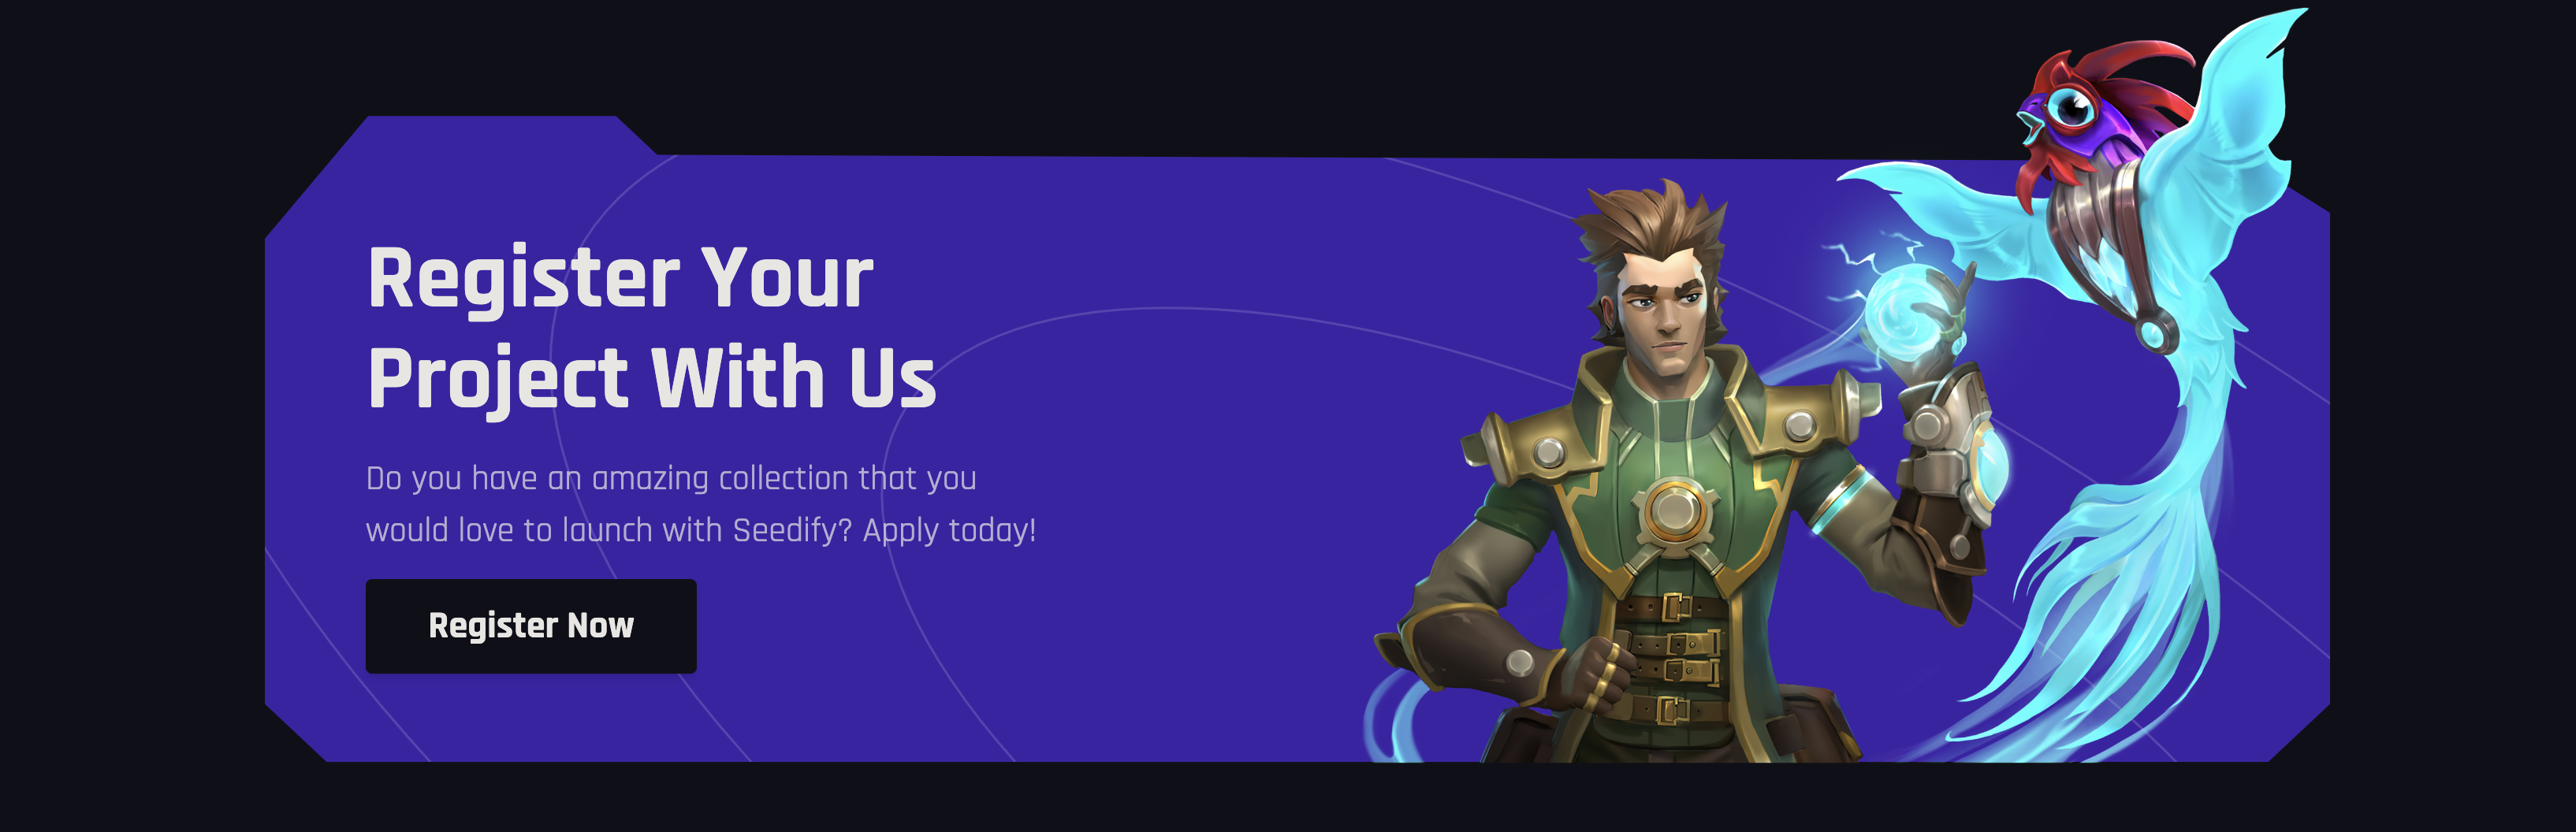 Register Your
Project With Us
Do you have an amazing collection that you
would love to launch with Seedify? Apply today!
Register Now